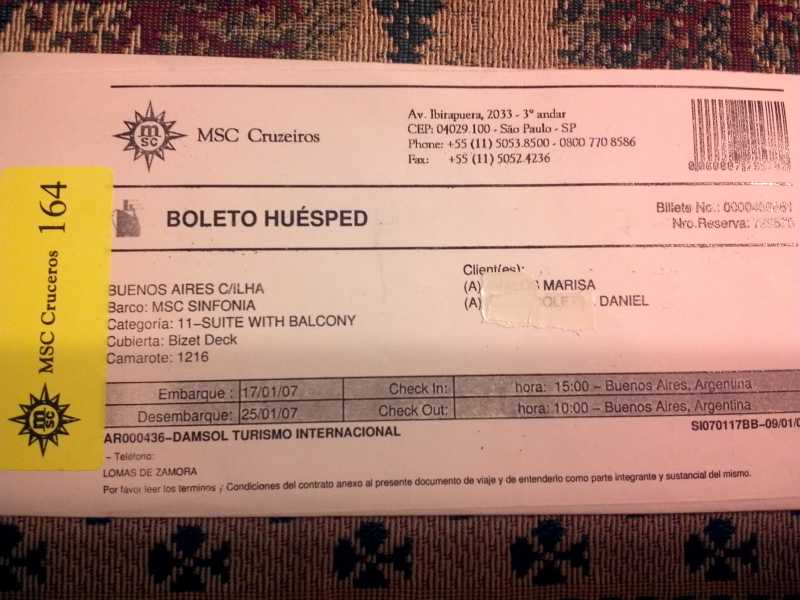 MSC Cruzeiros
Av. Ibirapuera, 2033 - 3º andar
CEP: 04029.100 - São Paulo - SP
Phone: +55 (11) 5053.8500 - 0800 770 8586
Fax: +55 (11) 5052.4236
msc
BOLETO HUÉSPED
Billete No.:
Nro.Reserva:
MSC Cruceros 164
msc
BUENOS AIRES C/ILHA
Barco: MSC SINFONIA
Categoria: 11-SUITE WITH BALCONY
Cubierta: Bizet Deck
Camarote: 1216
Client(es):
(A) MARISA
(A) DANIEL
Embarque: 17/01/07 Check In: hora: 15:00 - Buenos Aires, Argentina
Desembarque: 25/01/07 Check Out: hora: 10:00 - Buenos Aires, Argentina
AR000436-DAMSOL TURISMO INTERNACIONAL
SI070117BB-09/01/0
- Teléfono:
LOMAS DE ZAMORA
Por favor leer los terminos y Condiciones del contrato anexo al presente documento de viaje y de entenderlo como parte integrante y sustancial del mismo.